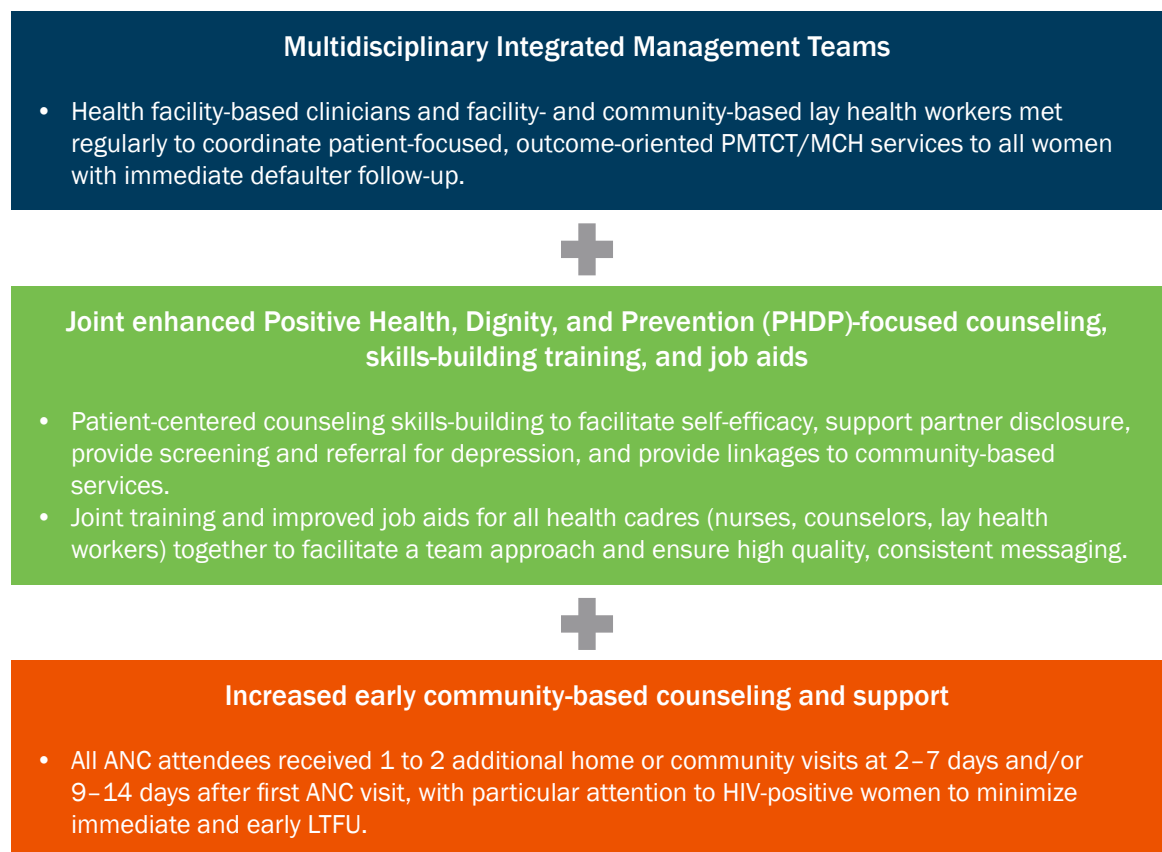 Multidisciplinary Integrated Management Teams
• Health facility-based clinicians and facility- and community-based lay health workers met
regularly to coordinate patient-focused, outcome-oriented PMTCT/MCH services to all women
with immediate defaulter follow-up.
Joint enhanced Positive Health, Dignity, and Prevention (PHDP)-focused counseling,
skills-building training, and job aids
• Patient-centered counseling skills-building to facilitate self-efficacy, support partner disclosure,
provide screening and referral for depression, and provide linkages to community-based
services.
• Joint training and improved job aids for all health cadres (nurses, counselors, lay health
workers) together to facilitate a team approach and ensure high quality, consistent messaging.
Increased early community-based counseling and support
• All ANC attendees received 1 to 2 additional home or community visits at 2–7 days and/or
9–14 days after first ANC visit, with particular attention to HIV-positive women to minimize
immediate and early LTFU.